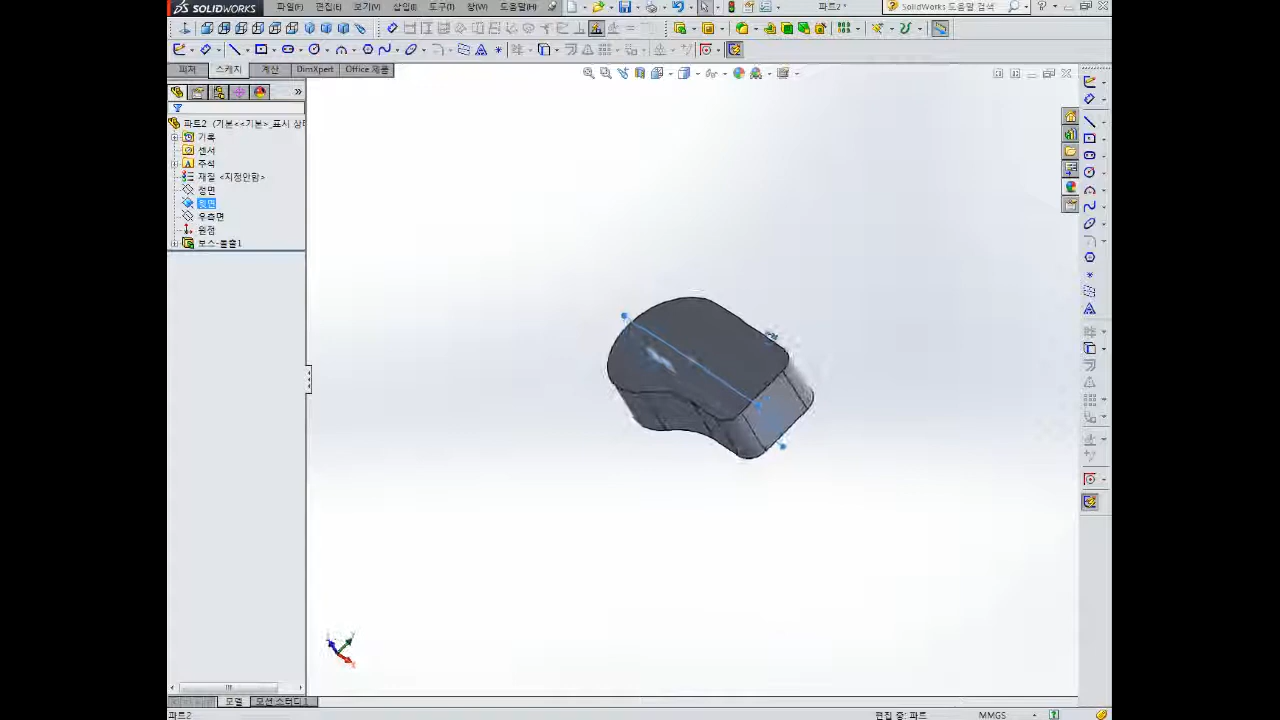 SOLIDWORKS 파일(F) 편집(E) 보기(V) 삽입(I) 도구(T) 창(W) 도움말(H) 파트2 * SolidWorks 도움말 검색
피처 스케치 계산 DimXpert Office 제품
파트2 (기본<<기본>_표시 상태
기록
센서
주석
재질 <지정안함>
정면
윗면
우측면
원점
보스-돌출1
모델 모션 스터디 1
파트2 편집 중: 파트 MMGS